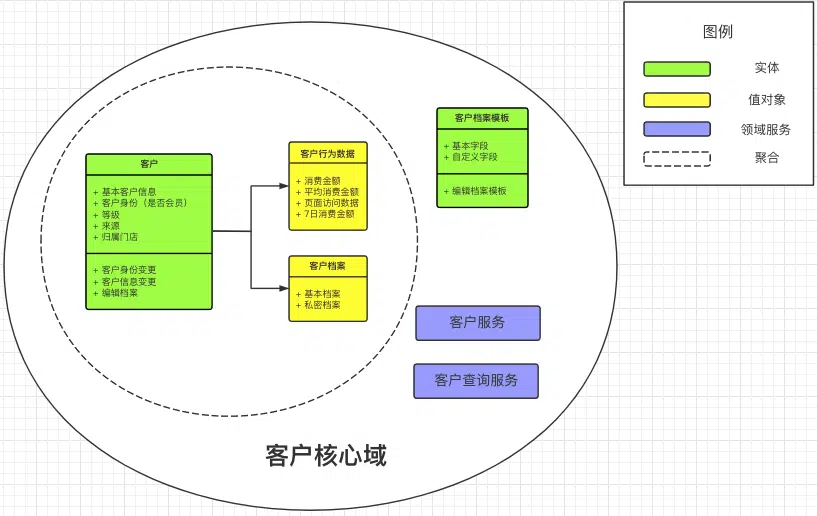 图例
实体
值对象
领域服务
聚合
客户
+ 基本客户信息
+ 客户身份（是否会员）
+ 等级
+ 来源
+ 归属门店
+ 客户身份变更
+ 客户信息变更
+ 编辑档案
客户行为数据
+ 消费金额
+ 平均消费金额
+ 页面访问数据
+ 7日消费金额
客户档案
+ 基本档案
+ 私密档案
客户档案模板
+ 基本字段
+ 自定义字段
+ 编辑档案模板
客户服务
客户查询服务
客户核心域